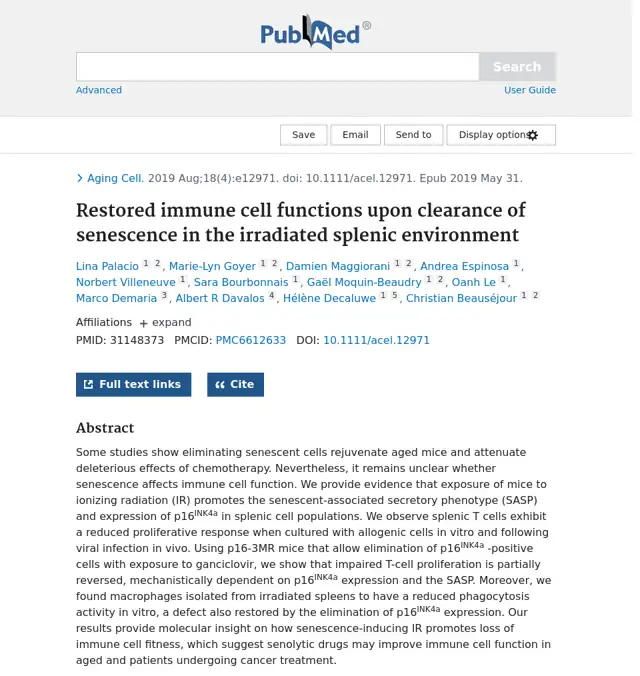 PubMed®
Search
Advanced User Guide
Save Email Send to Display options
Aging Cell. 2019 Aug;18(4):e12971. doi: 10.1111/acel.12971. Epub 2019 May 31.
Restored immune cell functions upon clearance of
senescence in the irradiated splenic environment
Lina Palacio 1 2, Marie-Lyn Goyer 1 2, Damien Maggiorani 1 2, Andrea Espinosa 1,
Norbert Villeneuve 1, Sara Bourbonnais 1, Gaël Moquin-Beaudry 1 2, Oanh Le 1,
Marco Demaria 3, Albert R Davalos 4, Hélène Decaluwe 1 5, Christian Beauséjour 1 2
Affiliations + expand
PMID: 31148373 PMCID: PMC6612633 DOI: 10.1111/acel.12971
Full text links Cite
Abstract
Some studies show eliminating senescent cells rejuvenate aged mice and attenuate
deleterious effects of chemotherapy. Nevertheless, it remains unclear whether
senescence affects immune cell function. We provide evidence that exposure of mice to
ionizing radiation (IR) promotes the senescent-associated secretory phenotype (SASP)
and expression of p16INK4a in splenic cell populations. We observe splenic T cells exhibit
a reduced proliferative response when cultured with allogenic cells in vitro and following
viral infection in vivo. Using p16-3MR mice that allow elimination of p16INK4a -positive
cells with exposure to ganciclovir, we show that impaired T-cell proliferation is partially
reversed, mechanistically dependent on p16INK4a expression and the SASP. Moreover, we
found macrophages isolated from irradiated spleens to have a reduced phagocytosis
activity in vitro, a defect also restored by the elimination of p16INK4a expression. Our
results provide molecular insight on how senescence-inducing IR promotes loss of
immune cell fitness, which suggest senolytic drugs may improve immune cell function in
aged and patients undergoing cancer treatment.